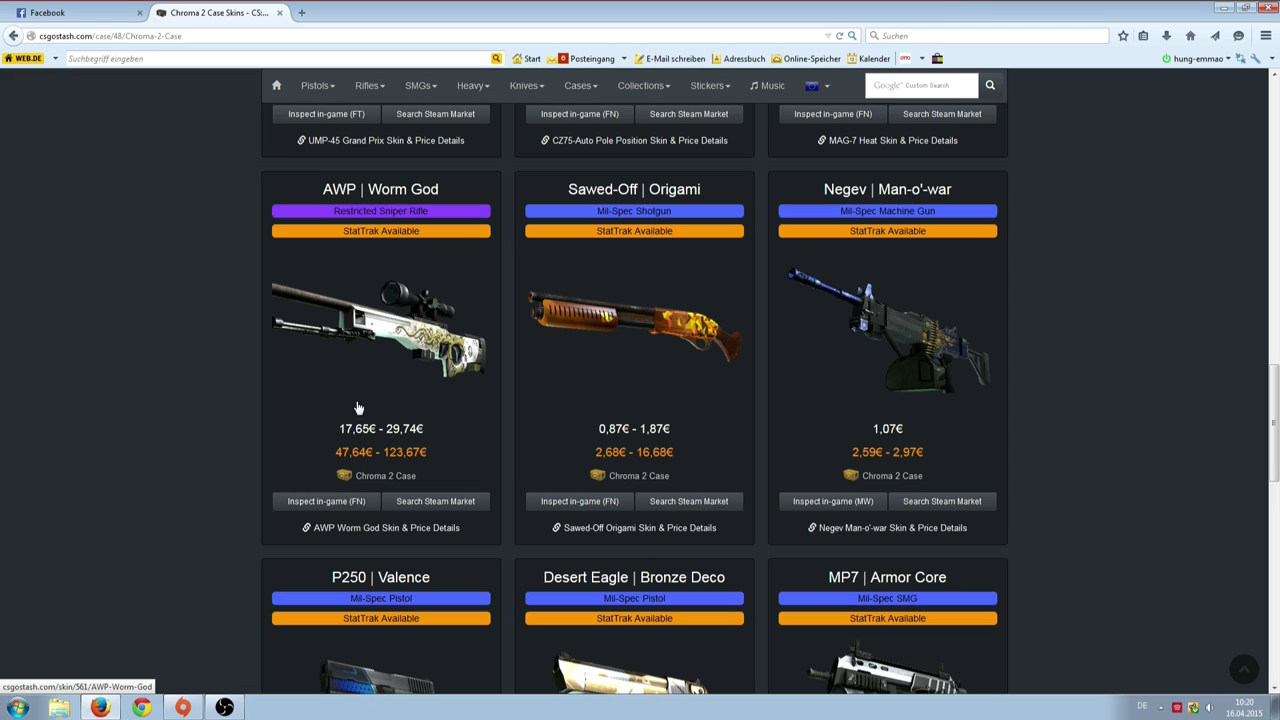 Facebook
Chroma 2 Case Skins - CS:...
csgostash.com/case/48/Chroma-2-Case
Suchen
WEB.DE
Suchbegriff eingeben
Start
Posteingang
E-Mail schreiben
Adressbuch
Online-Speicher
Kalender
otto
hung-emmao
Pistols
Rifles
SMGs
Heavy
Knives
Cases
Collections
Stickers
Music
Google Custom Search
Inspect in-game (FT)
Search Steam Market
Inspect in-game (FN)
Search Steam Market
Inspect in-game (FN)
Search Steam Market
UMP-45 Grand Prix Skin & Price Details
CZ75-Auto Pole Position Skin & Price Details
MAG-7 Heat Skin & Price Details
AWP | Worm God
Restricted Sniper Rifle
StatTrak Available
17,65€ - 29,74€
47,64€ - 123,67€
Chroma 2 Case
Inspect in-game (FN)
Search Steam Market
AWP Worm God Skin & Price Details
Sawed-Off | Origami
Mil-Spec Shotgun
StatTrak Available
0,87€ - 1,87€
2,68€ - 16,68€
Chroma 2 Case
Inspect in-game (FN)
Search Steam Market
Sawed-Off Origami Skin & Price Details
Negev | Man-o'-war
Mil-Spec Machine Gun
StatTrak Available
1,07€
2,59€ - 2,97€
Chroma 2 Case
Inspect in-game (MW)
Search Steam Market
Negev Man-o'-war Skin & Price Details
P250 | Valence
Mil-Spec Pistol
StatTrak Available
Desert Eagle | Bronze Deco
Mil-Spec Pistol
StatTrak Available
MP7 | Armor Core
Mil-Spec SMG
StatTrak Available
csgostash.com/skin/561/AWP-Worm-God
DE
10:20
16.04.2015